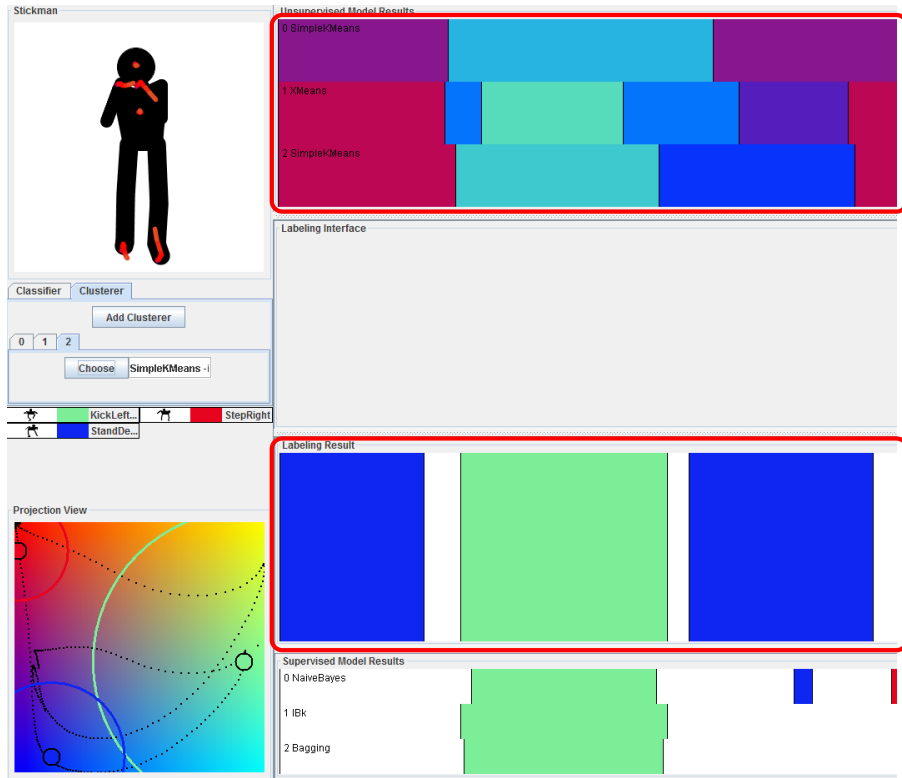 Stickman
Unsupervised Model Results
0 SimpleKMeans
1 XMeans
2 SimpleKMeans
Labeling Interface
Classifier Clusterer
Add Clusterer
0 1 2
Choose SimpleKMeans -i
KickLeft... StepRight
StandDe...
Labeling Result
Projection View
Supervised Model Results
0 NaiveBayes
1 IBk
2 Bagging